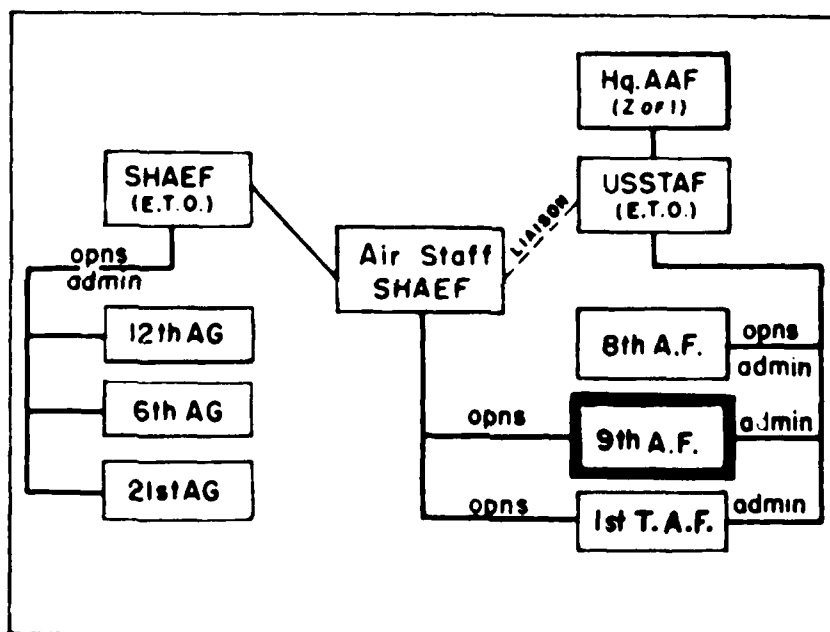 Hq. AAF
(Z OF I)
SHAEF
(E.T.O.)
USSTAF
(E.T.O.)
LIAISON
Air Staff
SHAEF
opns
admin
12th AG
6th AG
21st AG
8th A.F.
opns
admin
opns
9th A.F.
admin
opns
1st T. A.F.
admin